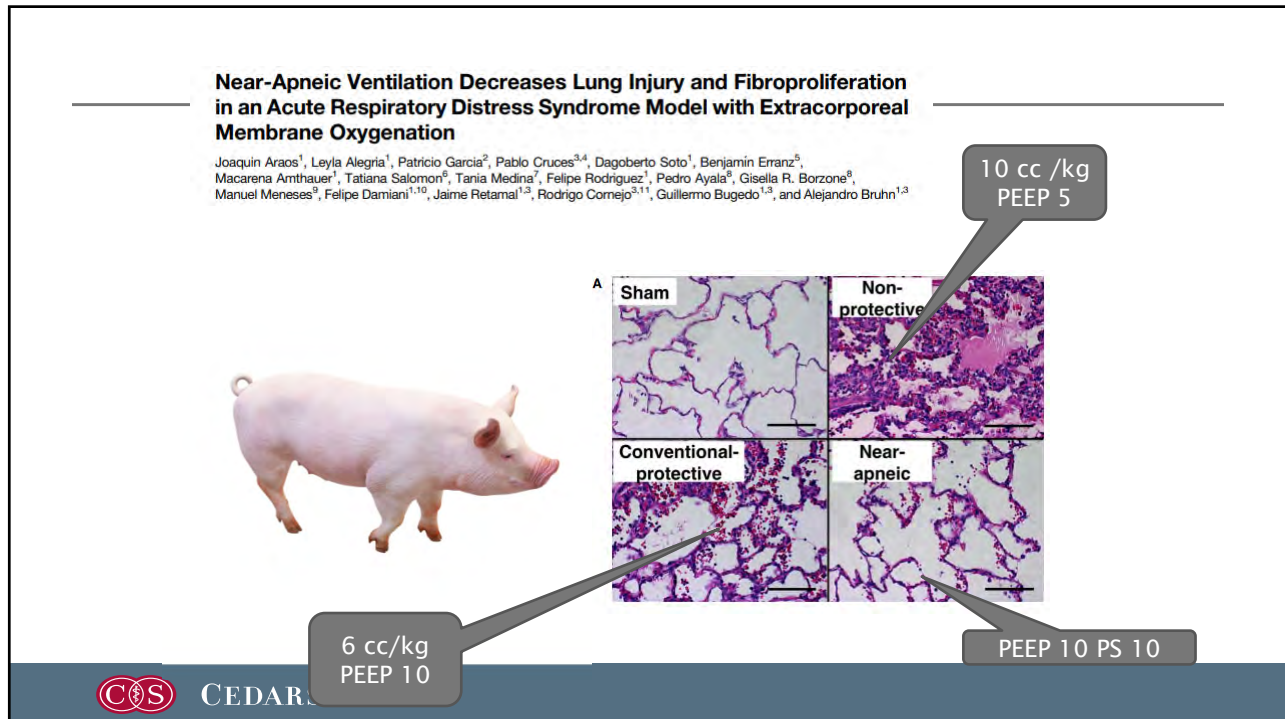 Near-Apneic Ventilation Decreases Lung Injury and Fibroproliferation
in an Acute Respiratory Distress Syndrome Model with Extracorporeal
Membrane Oxygenation
Joaquin Araos1, Leyla Alegria1, Patricio Garcia2, Pablo Cruces3,4, Dagoberto Soto1, Benjamín Erranz5,
Macarena Amthauer1, Tatiana Salomon6, Tania Medina7, Felipe Rodriguez1, Pedro Ayala8, Gisella R. Borzone8,
Manuel Meneses9, Felipe Damiani1,10, Jaime Retamal1,3, Rodrigo Cornejo3,11, Guillermo Bugedo1,3, and Alejandro Bruhn1,3
10 cc /kg
PEEP 5
A
Sham
Non-
protective
Conventional-
protective
Near-
apneic
6 cc/kg
PEEP 10
PEEP 10 PS 10
CS
CEDARS